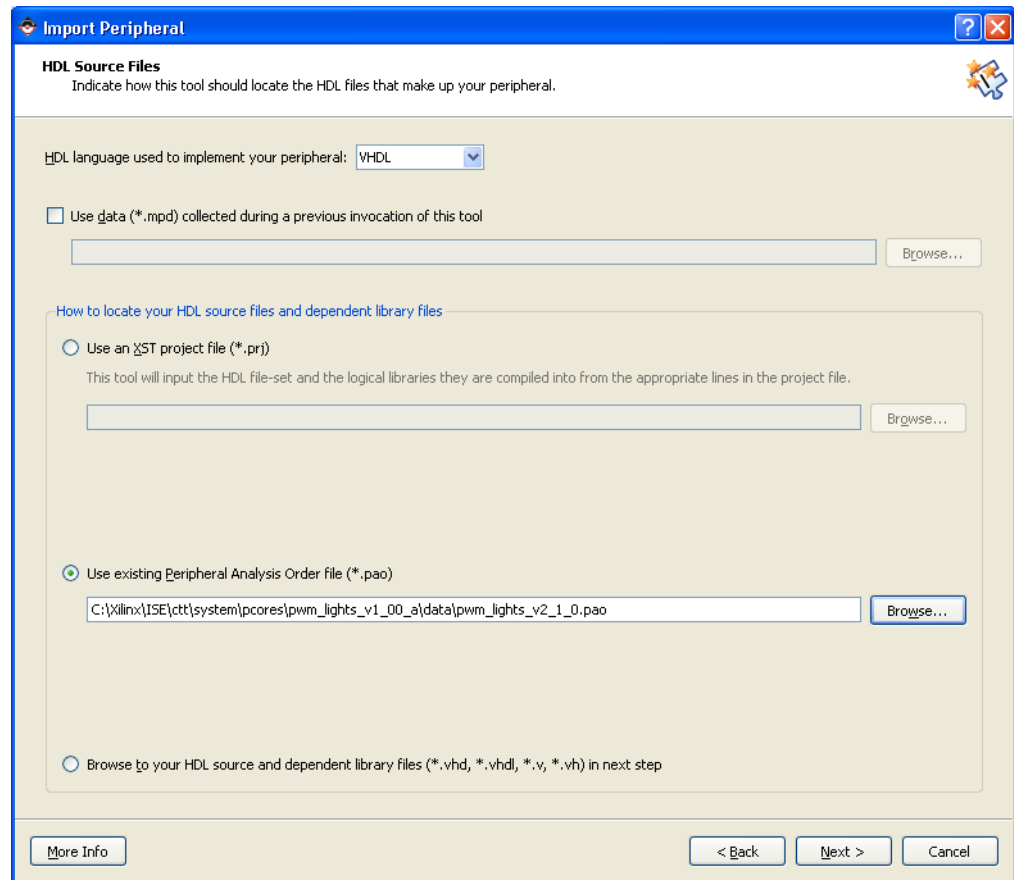 Import Peripheral
HDL Source Files
Indicate how this tool should locate the HDL files that make up your peripheral.
HDL language used to implement your peripheral: VHDL
Use data (*.mpd) collected during a previous invocation of this tool
Browse...
How to locate your HDL source files and dependent library files
Use an XST project file (*.prj)
This tool will input the HDL file-set and the logical libraries they are compiled into from the appropriate lines in the project file.
Browse...
Use existing Peripheral Analysis Order file (*.pao)
C:\Xilinx\ISE\ctt\system\pcores\pwm_lights_v1_00_a\data\pwm_lights_v2_1_0.pao Browse...
Browse to your HDL source and dependent library files (*.vhd, *.vhdl, *.v, *.vh) in next step
More Info < Back Next > Cancel